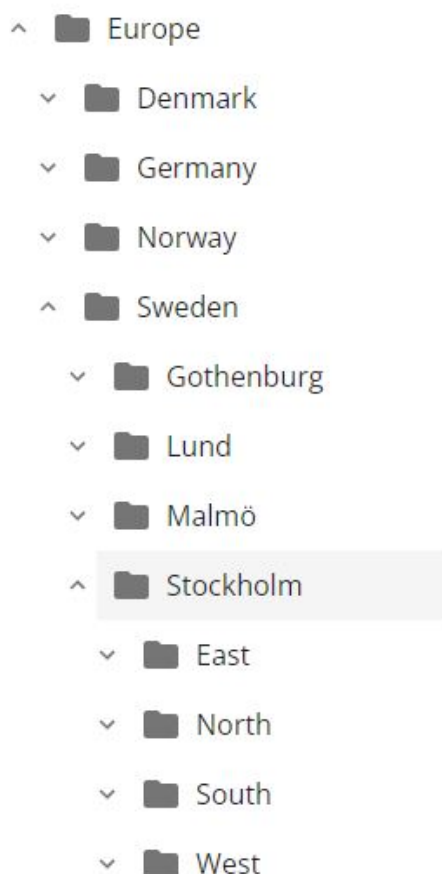 Europe
Denmark
Germany
Norway
Sweden
Gothenburg
Lund
Malmö
Stockholm
East
North
South
West